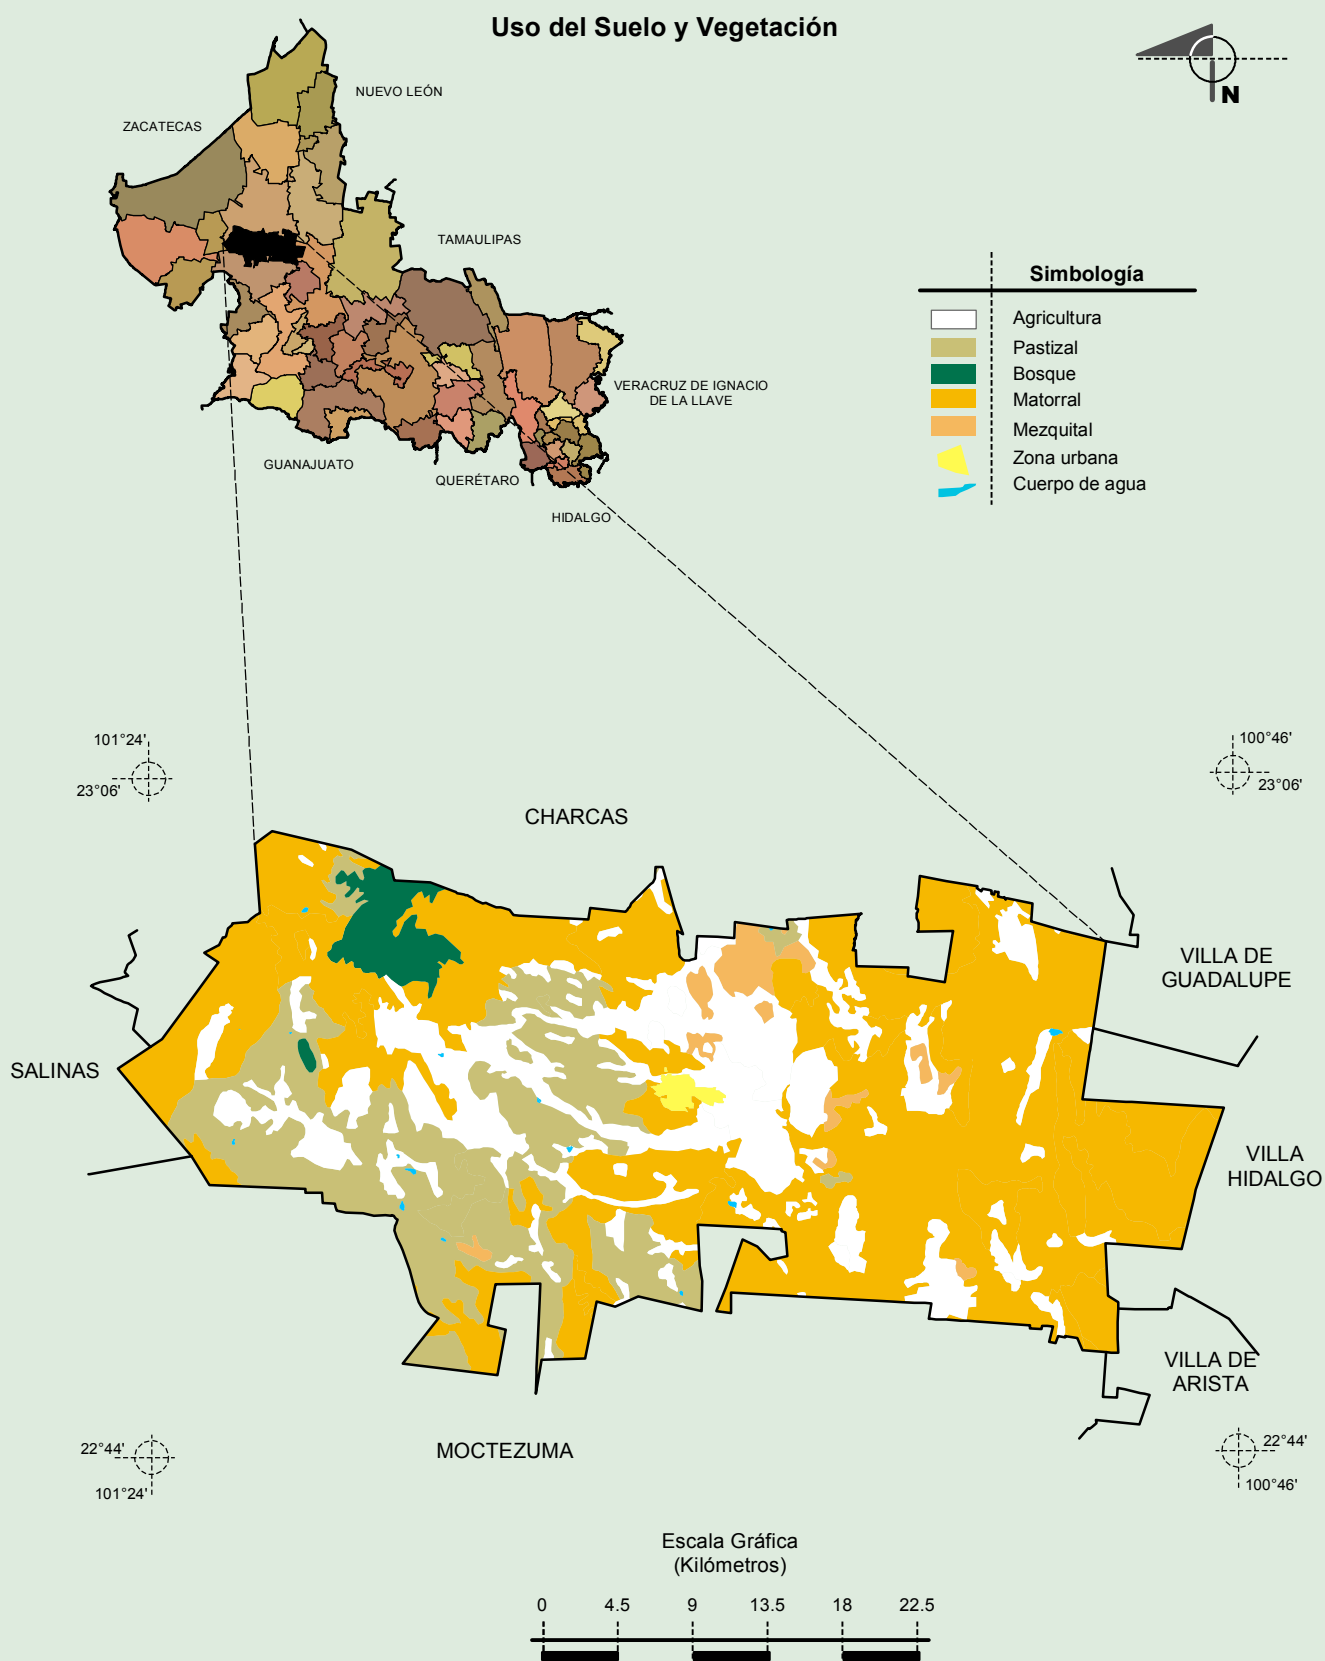 Uso del Suelo y Vegetación
N
NUEVO LEÓN
ZACATECAS
TAMAULIPAS
VERACRUZ DE IGNACIO
DE LA LLAVE
GUANAJUATO
QUERÉTARO
HIDALGO
Simbología
Agricultura
Pastizal
Bosque
Matorral
Mezquital
Zona urbana
Cuerpo de agua
101°24'
23°06'
100°46'
23°06'
CHARCAS
VILLA DE
GUADALUPE
SALINAS
VILLA
HIDALGO
VILLA DE
ARISTA
MOCTEZUMA
22°44'
101°24'
22°44'
100°46'
Escala Gráfica
(Kilómetros)
0 4.5 9 13.5 18 22.5